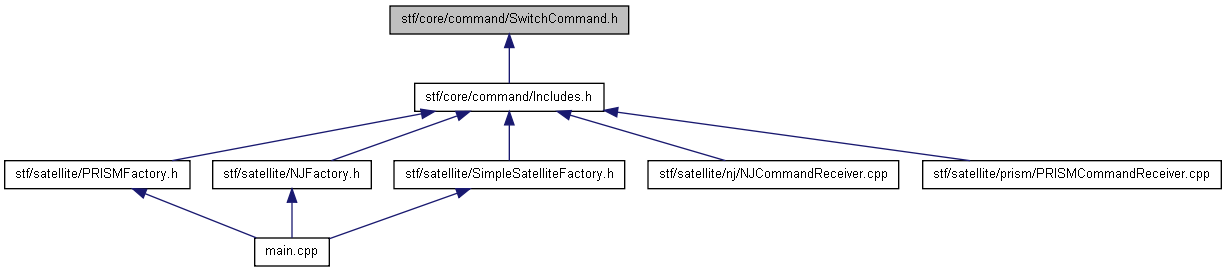 stf/core/command/SwitchCommand.h
stf/core/command/Includes.h
stf/satellite/PRISMFactory.h
stf/satellite/NJFactory.h
stf/satellite/SimpleSatelliteFactory.h
stf/satellite/nj/NJCommandReceiver.cpp
stf/satellite/prism/PRISMCommandReceiver.cpp
main.cpp